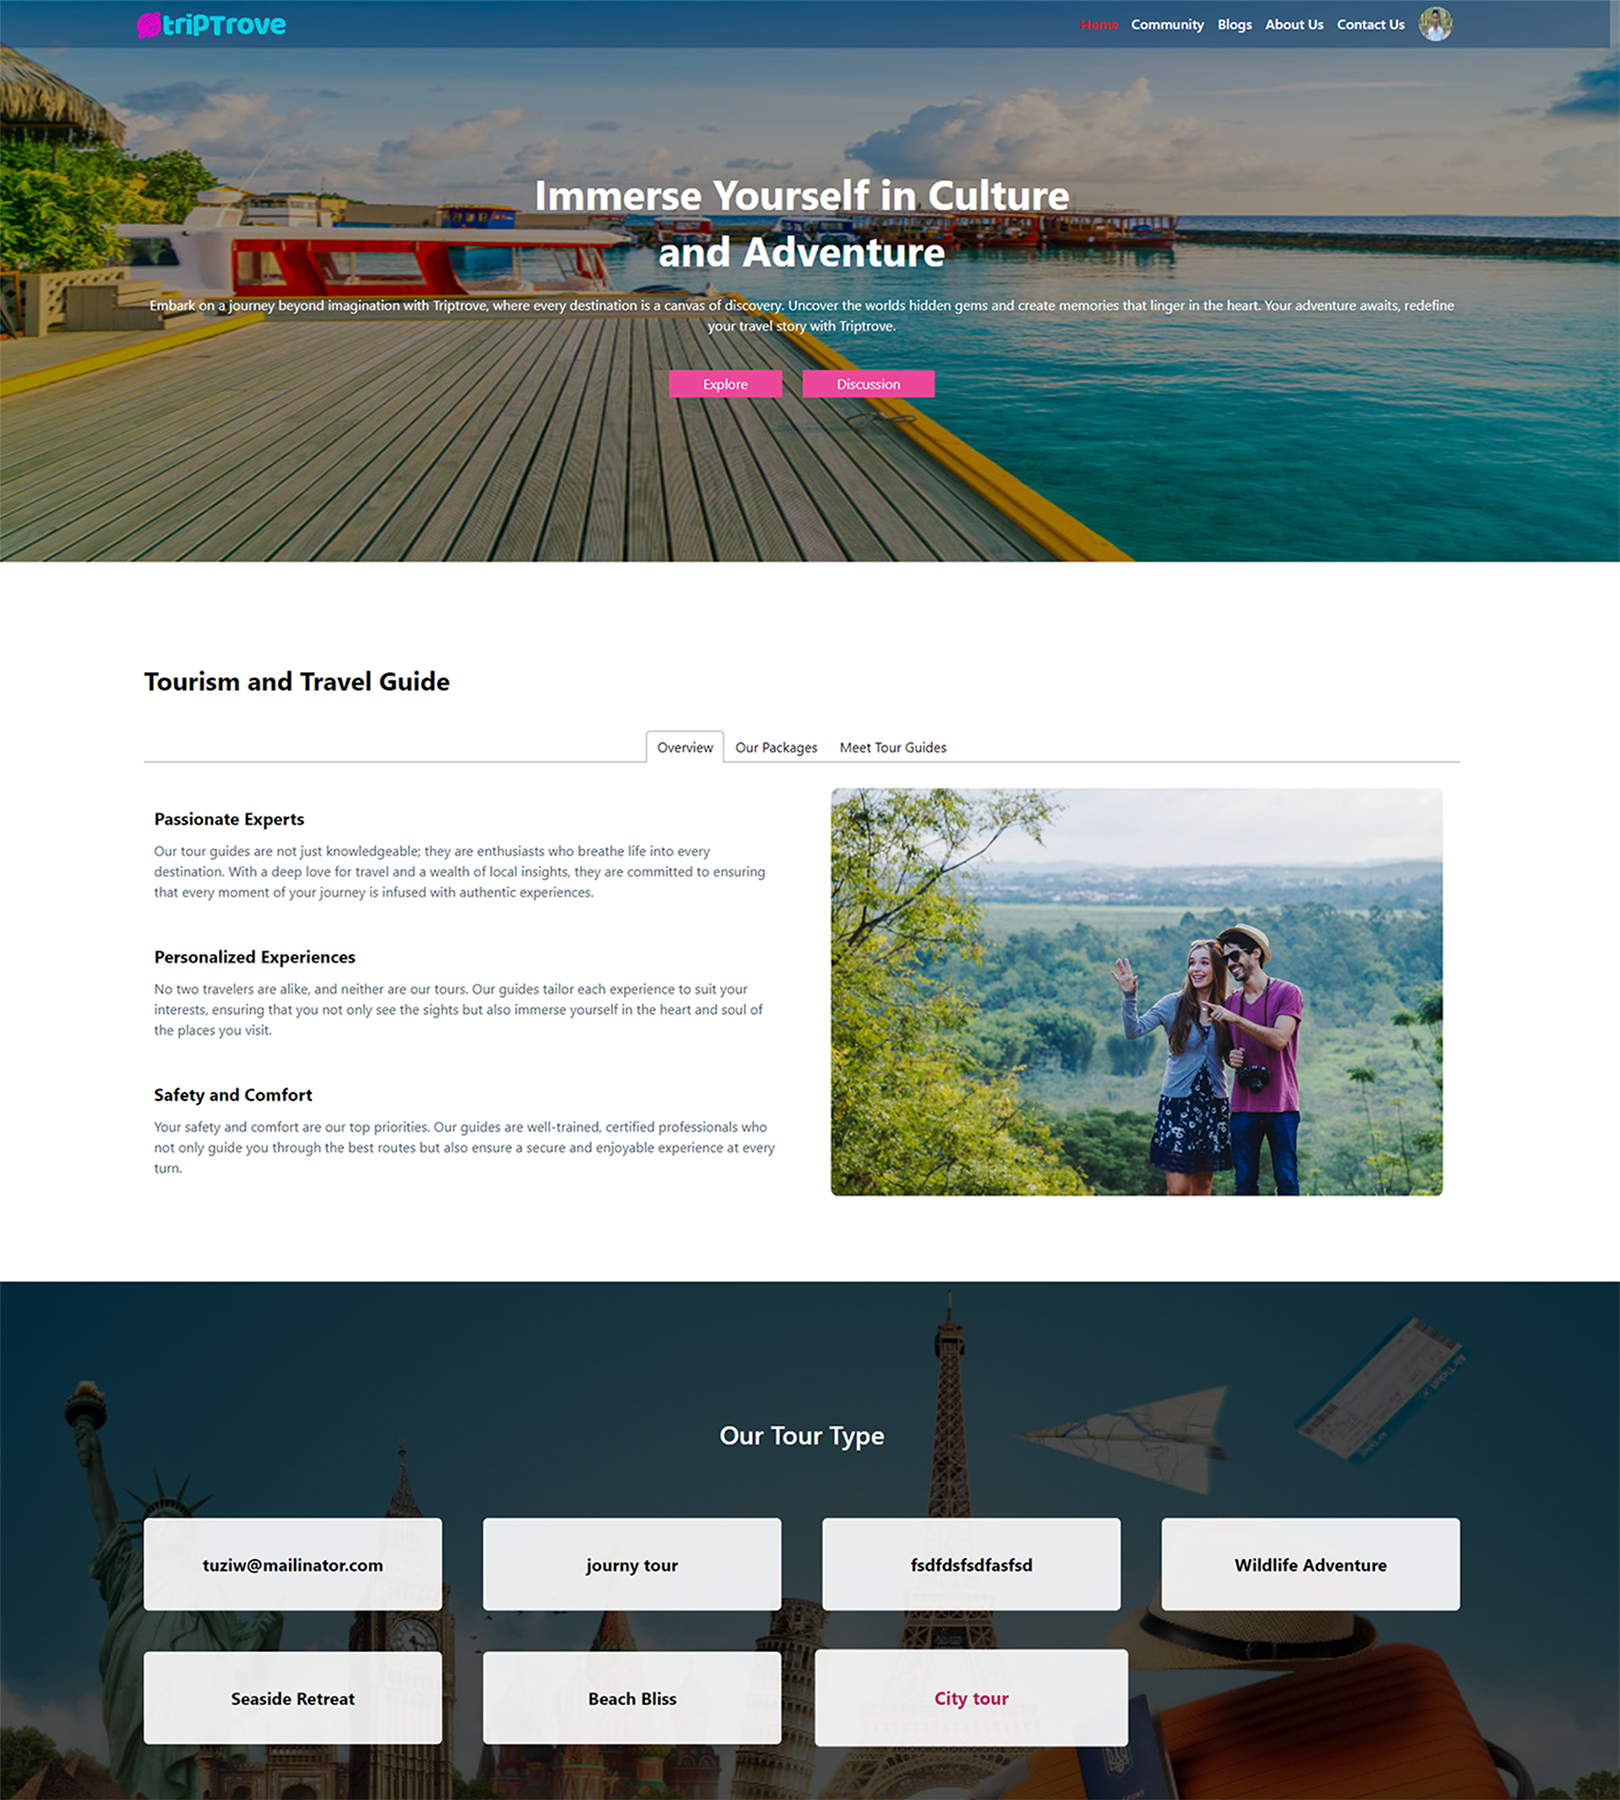 triPTrove
Home Community Blogs About Us Contact Us
Immerse Yourself in Culture
and Adventure
Embark on a journey beyond imagination with Triptrove, where every destination is a canvas of discovery. Uncover the worlds hidden gems and create memories that linger in the heart. Your adventure awaits, redefine
your travel story with Triptrove.
Explore Discussion
Tourism and Travel Guide
Overview Our Packages Meet Tour Guides
Passionate Experts
Our tour guides are not just knowledgeable; they are enthusiasts who breathe life into every
destination. With a deep love for travel and a wealth of local insights, they are committed to ensuring
that every moment of your journey is infused with authentic experiences.
Personalized Experiences
No two travelers are alike, and neither are our tours. Our guides tailor each experience to suit your
interests, ensuring that you not only see the sights but also immerse yourself in the heart and soul of
the places you visit.
Safety and Comfort
Your safety and comfort are our top priorities. Our guides are well-trained, certified professionals who
not only guide you through the best routes but also ensure a secure and enjoyable experience at every
turn.
Our Tour Type
tuziw@mailinator.com
journy tour
fsdfdsfsdfasfsd
Wildlife Adventure
Seaside Retreat
Beach Bliss
City tour